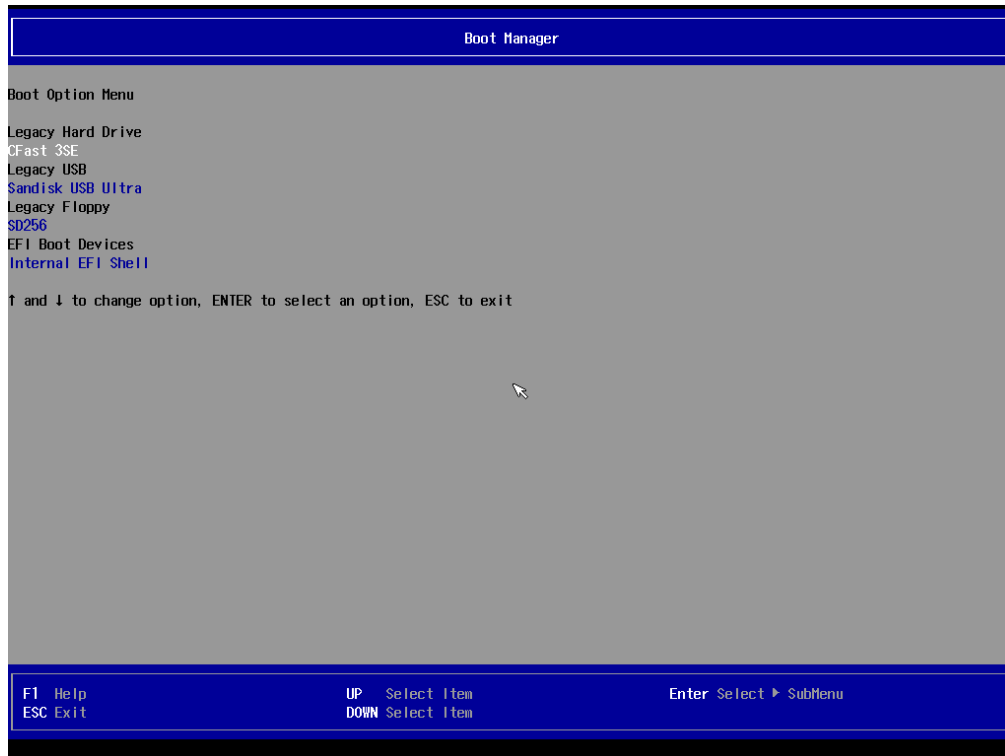 Boot Manager
Boot Option Menu
Legacy Hard Drive
CFast 3SE
Legacy USB
Sandisk USB Ultra
Legacy Floppy
SD256
EFI Boot Devices
Internal EFI Shell
↑ and ↓ to change option, ENTER to select an option, ESC to exit
F1 Help UP Select Item Enter Select ▶ SubMenu
ESC Exit DOWN Select Item